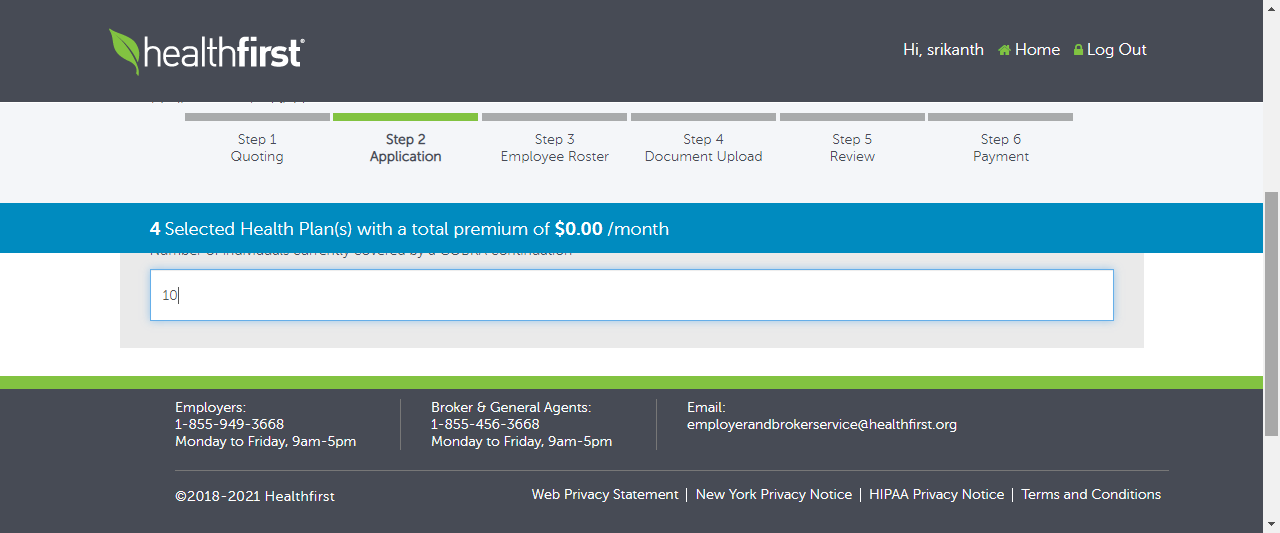 healthfirst®
Hi, srikanth Home Log Out
Step 1 Step 2 Step 3 Step 4 Step 5 Step 6
Quoting Application Employee Roster Document Upload Review Payment
4 Selected Health Plan(s) with a total premium of $0.00 /month
Number of individuals currently covered by a COBRA continuation
10
Employers: Broker & General Agents: Email:
1-855-949-3668 1-855-456-3668 employerandbrokerservice@healthfirst.org
Monday to Friday, 9am-5pm Monday to Friday, 9am-5pm
©2018-2021 Healthfirst Web Privacy Statement | New York Privacy Notice | HIPAA Privacy Notice | Terms and Conditions